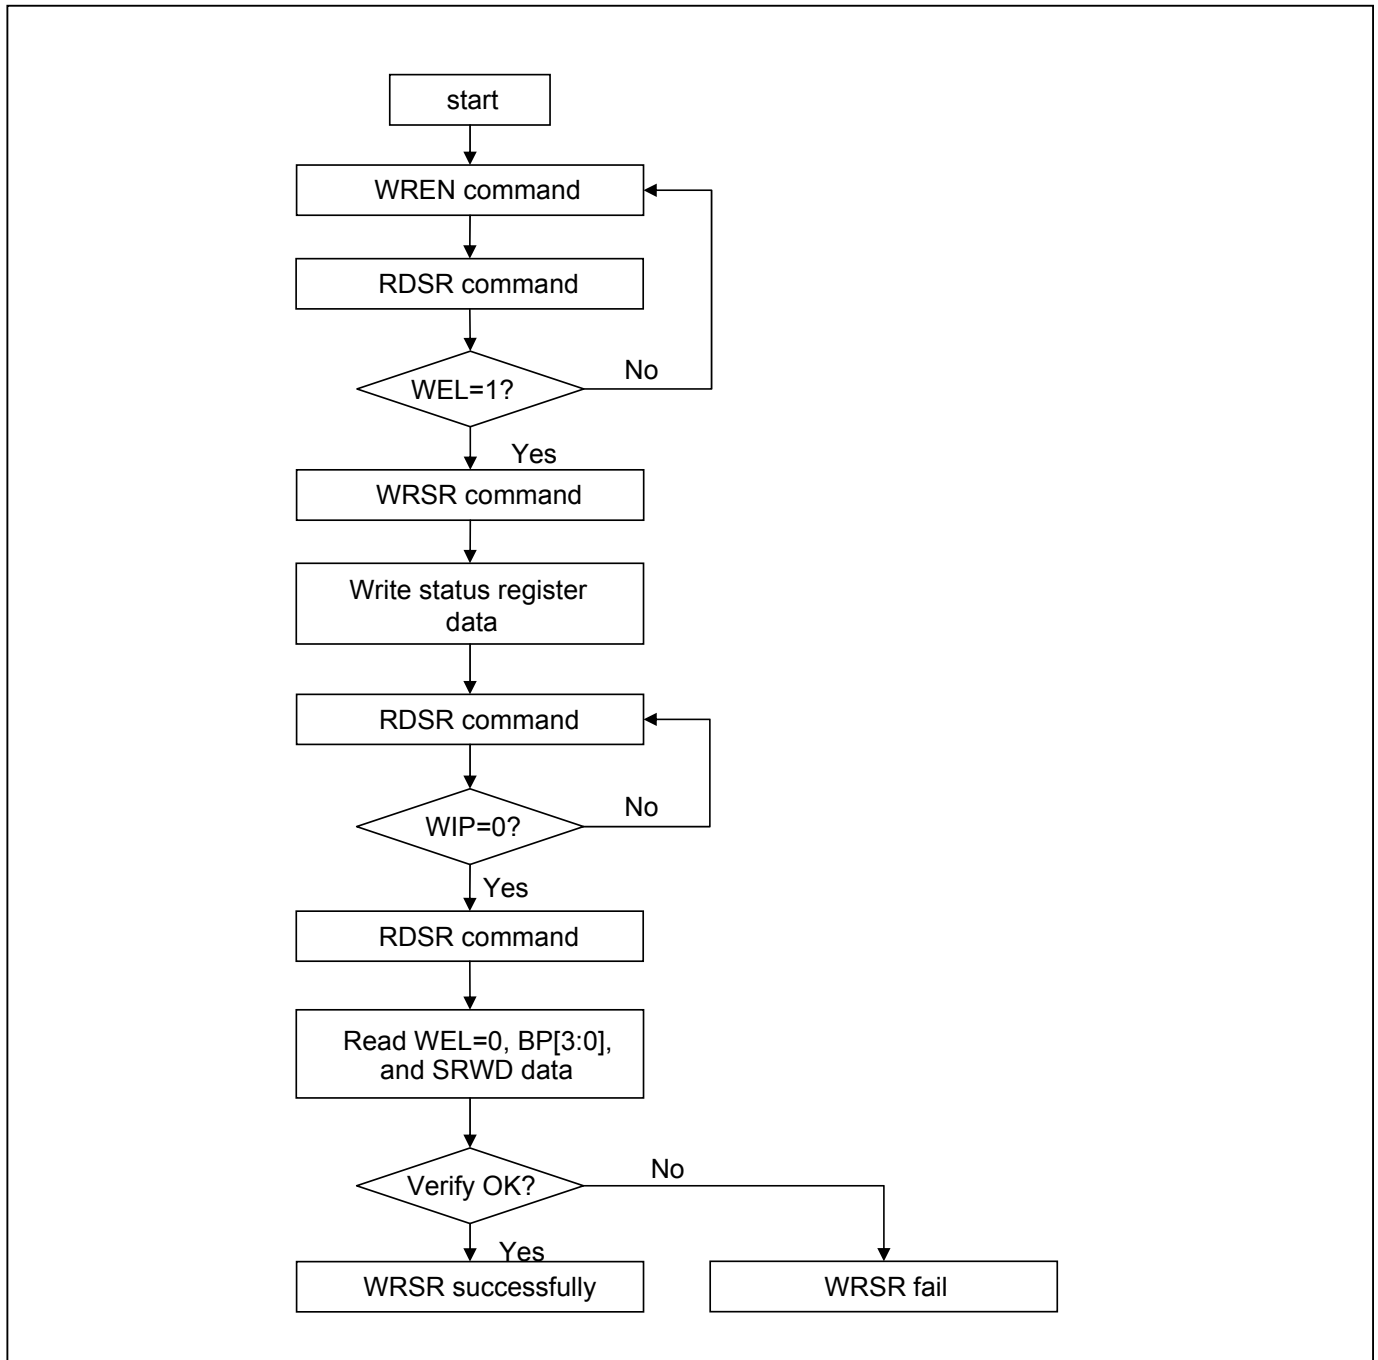 start
WREN command
RDSR command
WEL=1?
No
Yes
WRSR command
Write status register
data
RDSR command
WIP=0?
No
Yes
RDSR command
Read WEL=0, BP[3:0],
and SRWD data
Verify OK?
No
Yes
WRSR successfully
WRSR fail